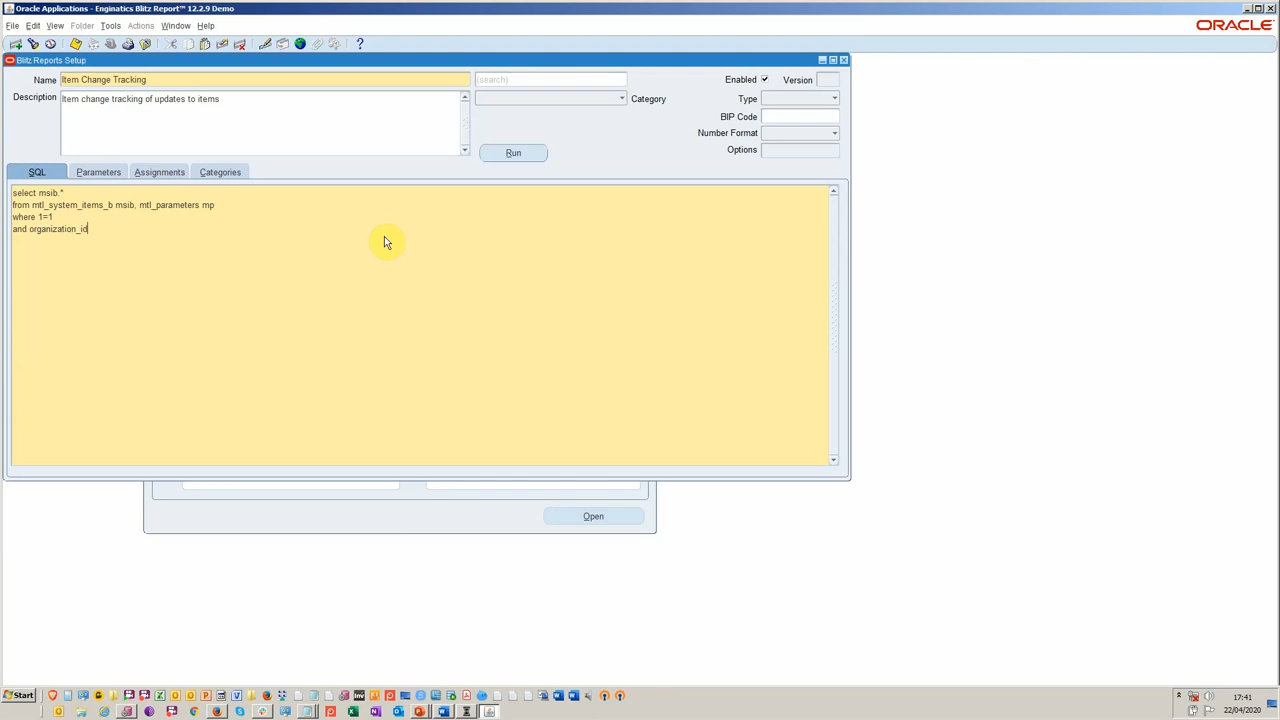 Oracle Applications - Enginatics Blitz Report™ 12.2.9 Demo
File Edit View Folder Tools Actions Window Help
ORACLE
Blitz Reports Setup
Name Item Change Tracking (search) Enabled Version
Description Item change tracking of updates to items Category Type
BIP Code
Number Format
Options
Run
SQL Parameters Assignments Categories
select msib.*
from mtl_system_items_b msib, mtl_parameters mp
where 1=1
and organization_id
Open
Start
17:41
22/04/2020